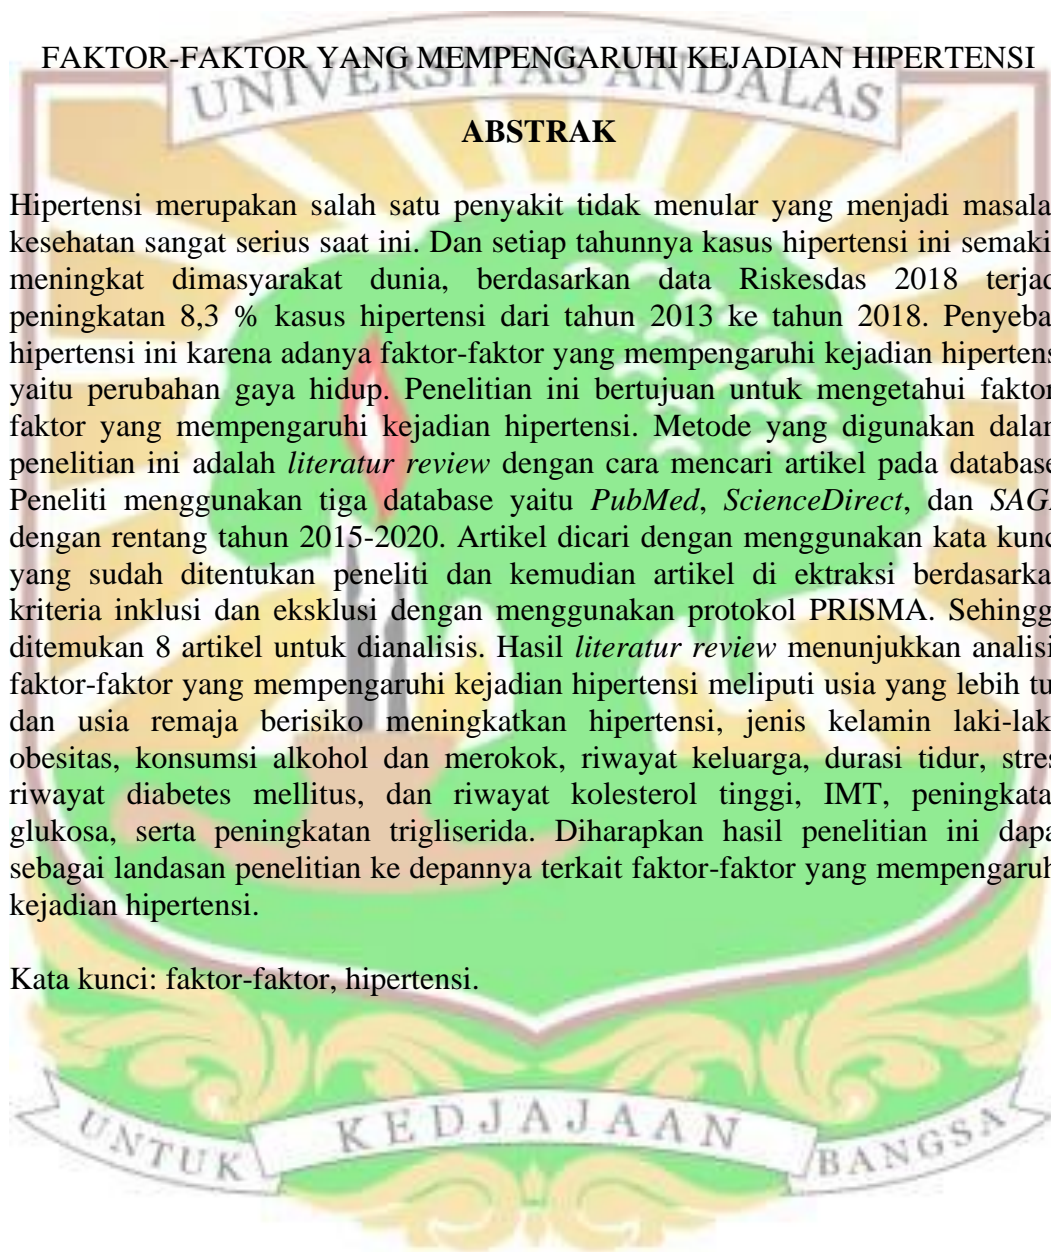 FAKTOR-FAKTOR YANG MEMPENGARUHI KEJADIAN HIPERTENSI
UNIVERSITAS ANDALAS
ABSTRAK
Hipertensi merupakan salah satu penyakit tidak menular yang menjadi masala
kesehatan sangat serius saat ini. Dan setiap tahunnya kasus hipertensi ini semaki
meningkat dimasyarakat dunia, berdasarkan data Riskesdas 2018 terjad
peningkatan 8,3 % kasus hipertensi dari tahun 2013 ke tahun 2018. Penyeba
hipertensi ini karena adanya faktor-faktor yang mempengaruhi kejadian hipertens
yaitu perubahan gaya hidup. Penelitian ini bertujuan untuk mengetahui faktor
faktor yang mempengaruhi kejadian hipertensi. Metode yang digunakan dalam
penelitian ini adalah literatur review dengan cara mencari artikel pada database
Peneliti menggunakan tiga database yaitu PubMed, ScienceDirect, dan SAG
dengan rentang tahun 2015-2020. Artikel dicari dengan menggunakan kata kunc
yang sudah ditentukan peneliti dan kemudian artikel di ektraksi berdasarka
kriteria inklusi dan eksklusi dengan menggunakan protokol PRISMA. Sehingg
ditemukan 8 artikel untuk dianalisis. Hasil literatur review menunjukkan analisi
faktor-faktor yang mempengaruhi kejadian hipertensi meliputi usia yang lebih tu
dan usia remaja berisiko meningkatkan hipertensi, jenis kelamin laki-lak
obesitas, konsumsi alkohol dan merokok, riwayat keluarga, durasi tidur, stres
riwayat diabetes mellitus, dan riwayat kolesterol tinggi, IMT, peningkata
glukosa, serta peningkatan trigliserida. Diharapkan hasil penelitian ini dapa
sebagai landasan penelitian ke depannya terkait faktor-faktor yang mempengaruh
kejadian hipertensi.
Kata kunci: faktor-faktor, hipertensi.
UNTUK KEDJAJAAN BANGSA